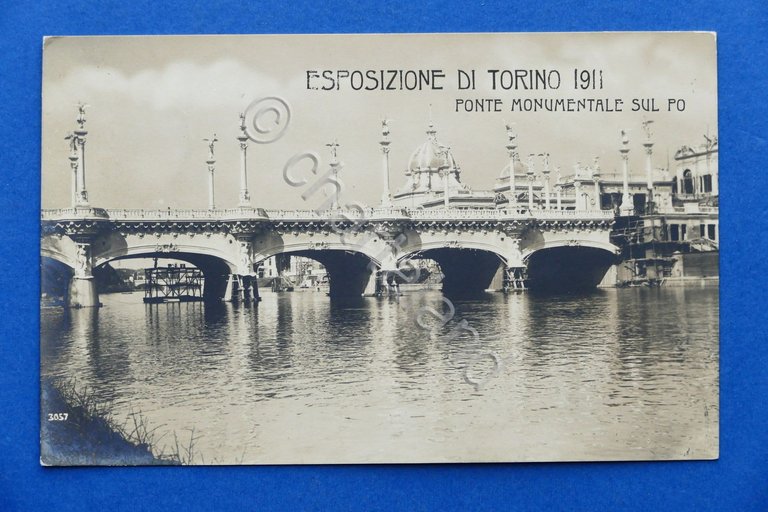 ESPOSIZIONE DI TORINO 1911
PONTE MONUMENTALE SUL PO
3057